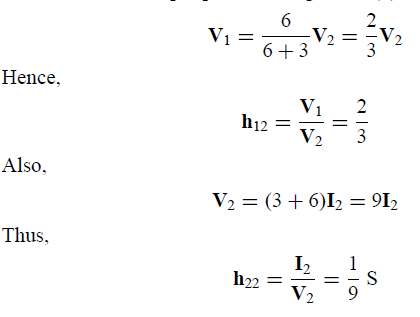 V₁ = 6/(6 + 3) V₂ = 2/3 V₂
Hence,
h₁₂ = V₁/V₂ = 2/3
Also,
V₂ = (3 + 6)I₂ = 9I₂
Thus,
h₂₂ = I₂/V₂ = 1/9 S